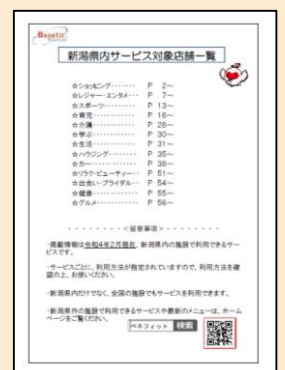 Benefit
Station
新潟県内サービス対象店舗一覧
☆ショッピング・・・・・・・ P 2~
☆レジャー・エンタメ・・・・ P 7~
☆スポーツ・・・・・・・・・ P 13~
☆育児・・・・・・・・・・・ P 16~
☆介護・・・・・・・・・・・ P 28~
☆学ぶ・・・・・・・・・・・ P 30~
☆生活・・・・・・・・・・・ P 31~
☆ハウジング・・・・・・・・ P 35~
☆カー・・・・・・・・・・・ P 38~
☆リラク・ビューティー・・・ P 51~
☆出会い・ブライダル・・・・ P 54~
☆健康・・・・・・・・・・・ P 55~
☆グルメ・・・・・・・・・・ P 56~
・・・・・・・・<留意事項>・・・・・・・・
・掲載情報は令和4年2月現在、新潟県内の施設で利用できるサー
ビスです。
・サービスごとに、利用方法が指定されていますので、利用方法を確
認の上、お使いください。
・新潟県内だけでなく、全国の施設でもサービスを利用できます。
・新潟県外の施設で利用できるサービスや最新のメニューは、ホーム
ページをご覧ください。
ベネフィット 検索